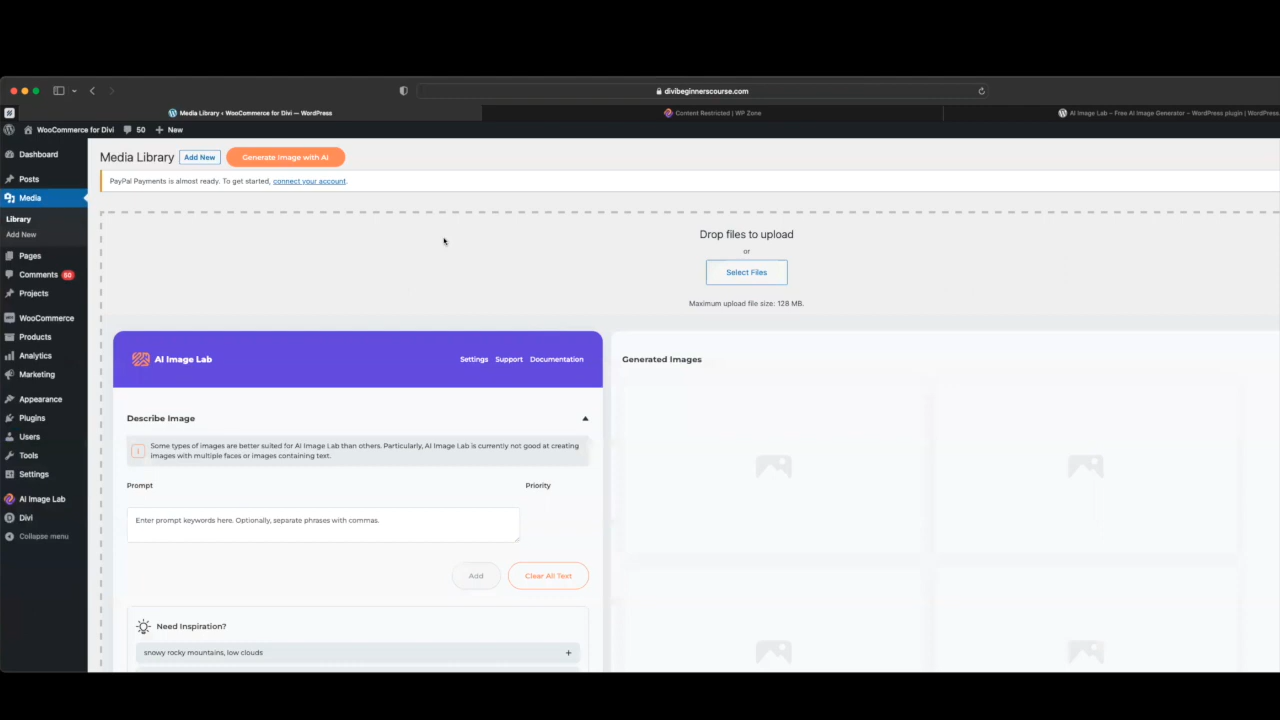 divibeginnerscourse.com
Media Library ‹ WooCommerce for Divi — WordPress
Content Restricted | WP Zone
AI Image Lab – Free AI Image Generator – WordPress plugin | WordPress.
WooCommerce for Divi
50
New
Dashboard
Posts
Media
Library
Add New
Pages
Comments 50
Projects
WooCommerce
Products
Analytics
Marketing
Appearance
Plugins
Users
Tools
Settings
AI Image Lab
Divi
Collapse menu
Media Library
Add New
Generate Image with AI
PayPal Payments is almost ready. To get started, connect your account.
Drop files to upload
or
Select Files
Maximum upload file size: 128 MB.
AI Image Lab
Settings
Support
Documentation
Describe Image
Some types of images are better suited for AI Image Lab than others. Particularly, AI Image Lab is currently not good at creating
images with multiple faces or images containing text.
Prompt
Priority
Enter prompt keywords here. Optionally, separate phrases with commas.
Add
Clear All Text
Need Inspiration?
snowy rocky mountains, low clouds
+
Generated Images